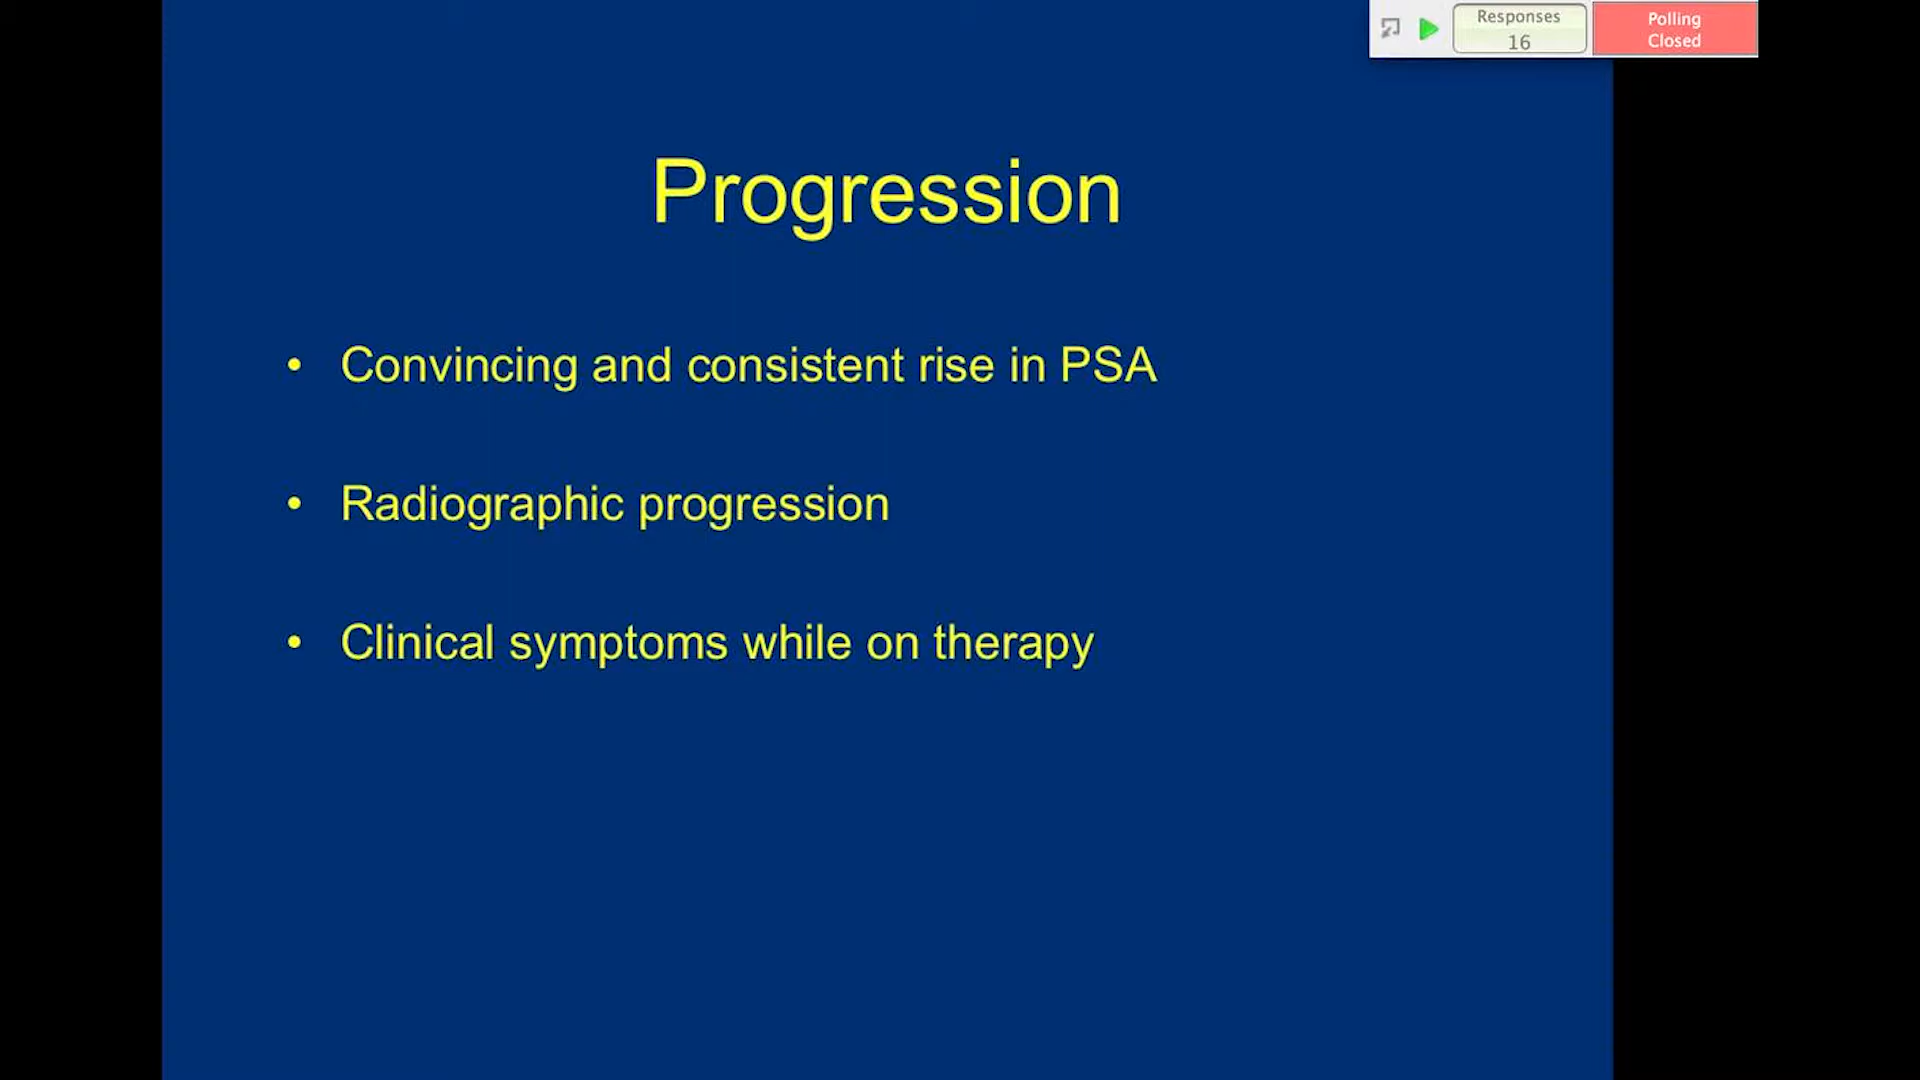 Responses
16
Polling
Closed
Progression
• Convincing and consistent rise in PSA
• Radiographic progression
• Clinical symptoms while on therapy